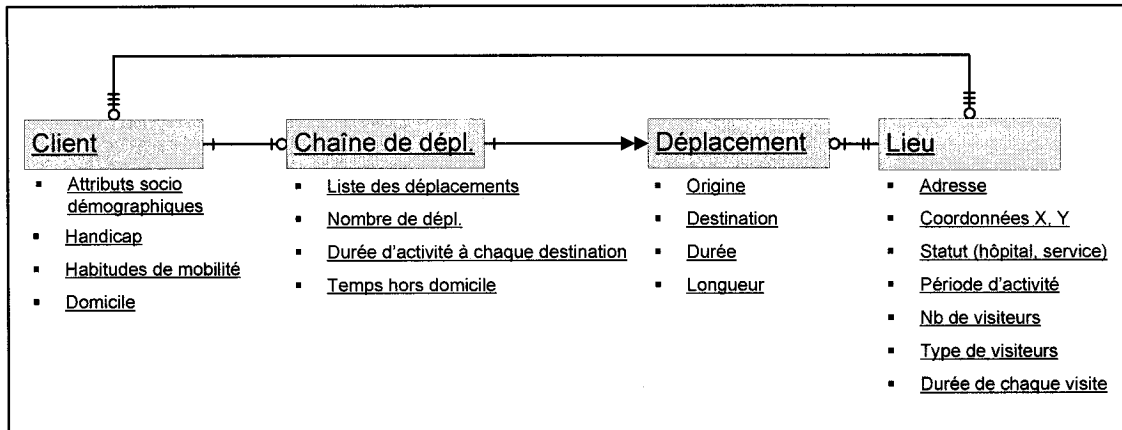 Client
Attributs socio
démographiques
Handicap
Habitudes de mobilité
Domicile
Chaîne de dépl.
Liste des déplacements
Nombre de dépl.
Durée d'activité à chaque destination
Temps hors domicile
Déplacement
Origine
Destination
Durée
Longueur
Lieu
Adresse
Coordonnées X, Y
Statut (hôpital, service)
Période d'activité
Nb de visiteurs
Type de visiteurs
Durée de chaque visite